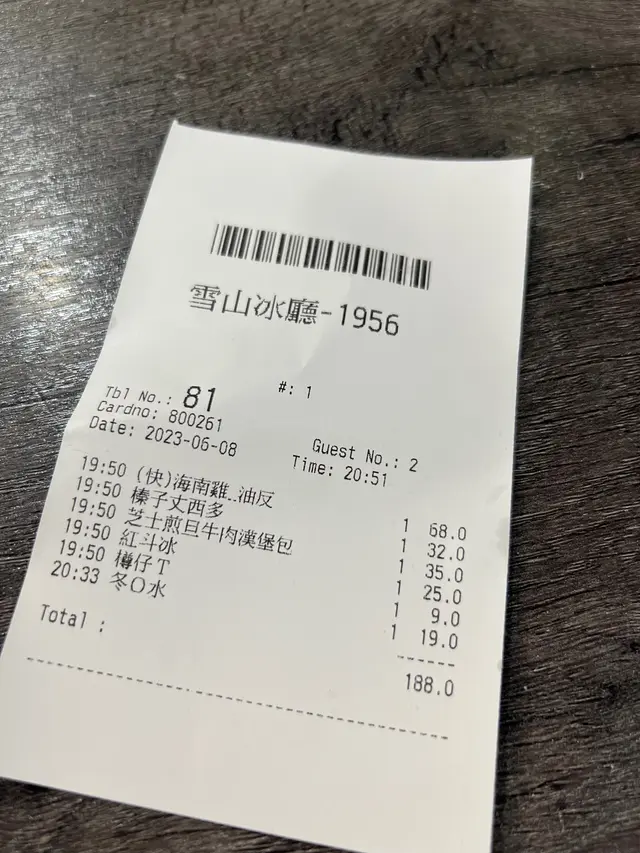 雪山冰廳-1956
#: 1
Tbl No.: 81
Cardno: 800261
Guest No.: 2
Date: 2023-06-08 Time: 20:51
19:50 (快)海南雞..油反 1 68.0
19:50 榛子丈西多 1 32.0
19:50 芝士煎旦牛肉漢堡包 1 35.0
19:50 紅斗冰 1 25.0
19:50 樽仔T 1 9.0
20:33 冬O水 1 19.0
Total : 188.0